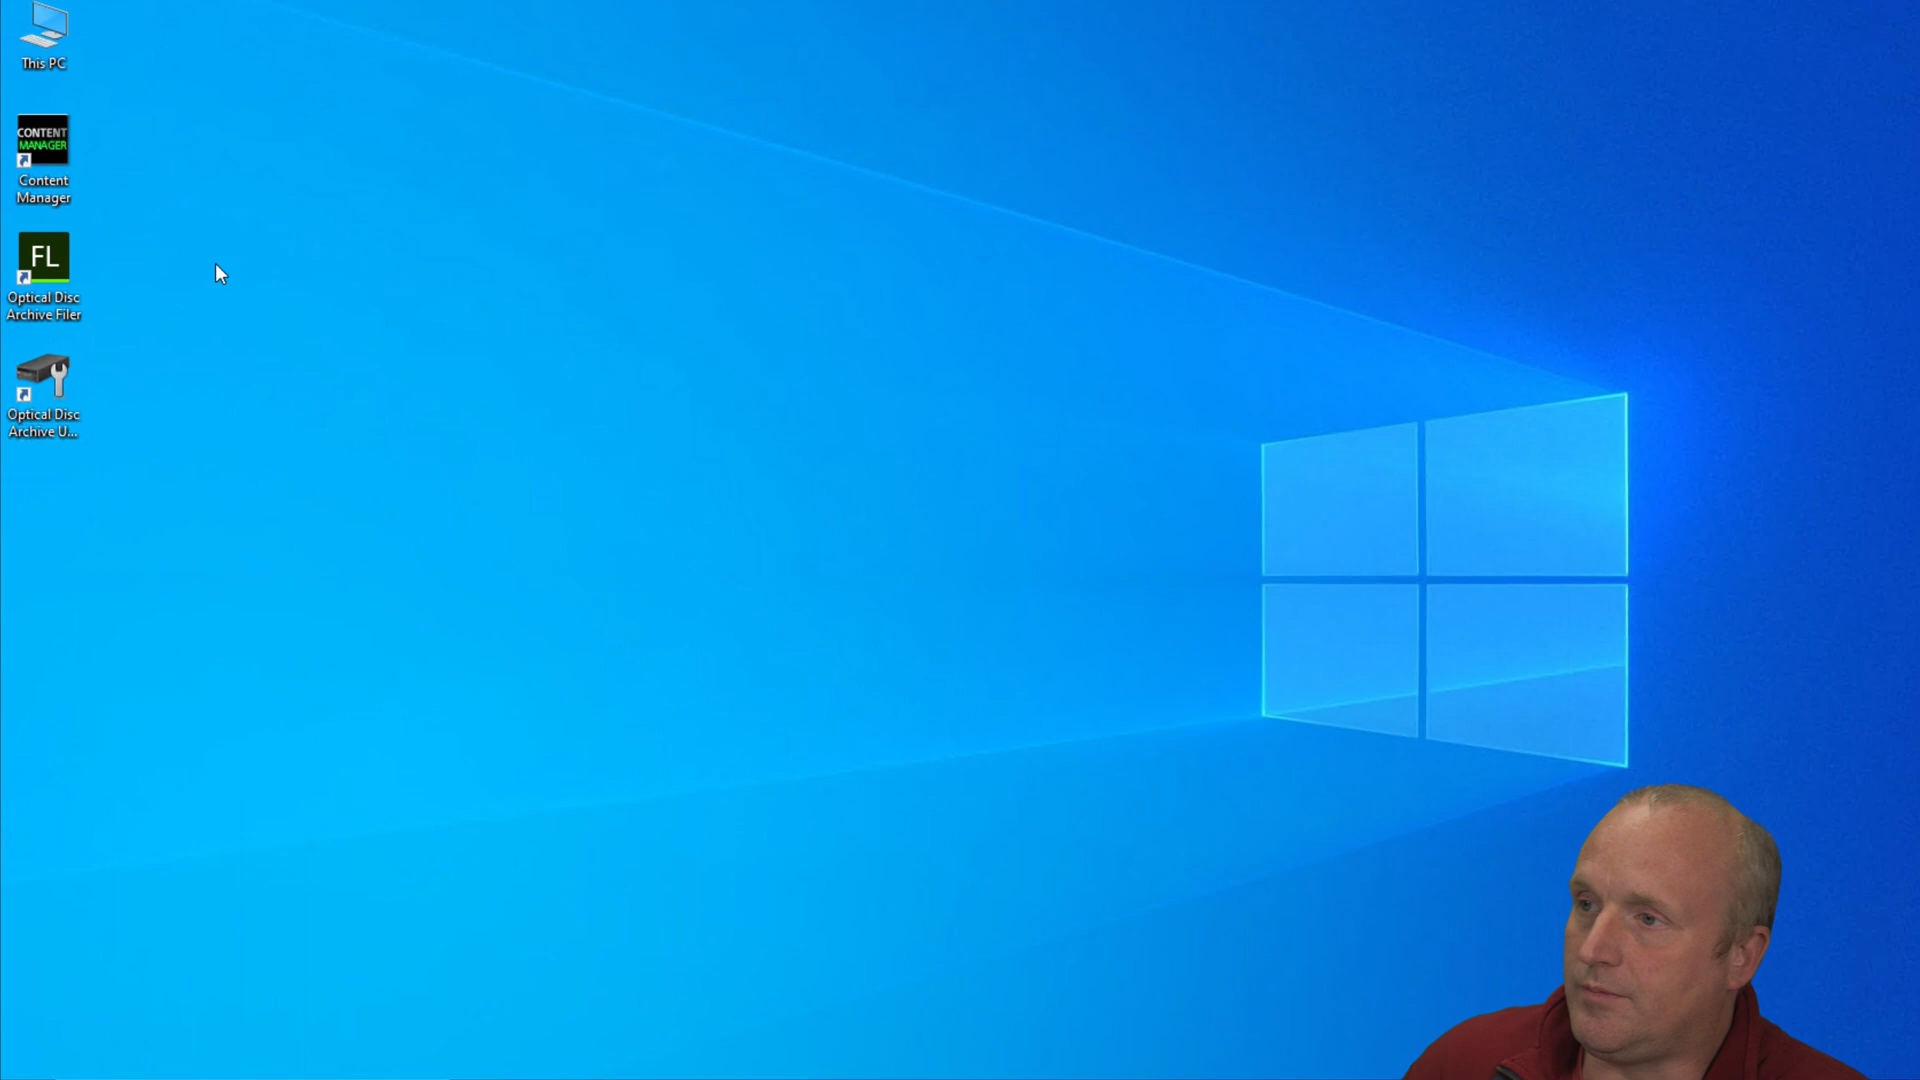 This PC
CONTENT
MANAGER
Content
Manager
FL
Optical Disc
Archive Filer
Optical Disc
Archive U...